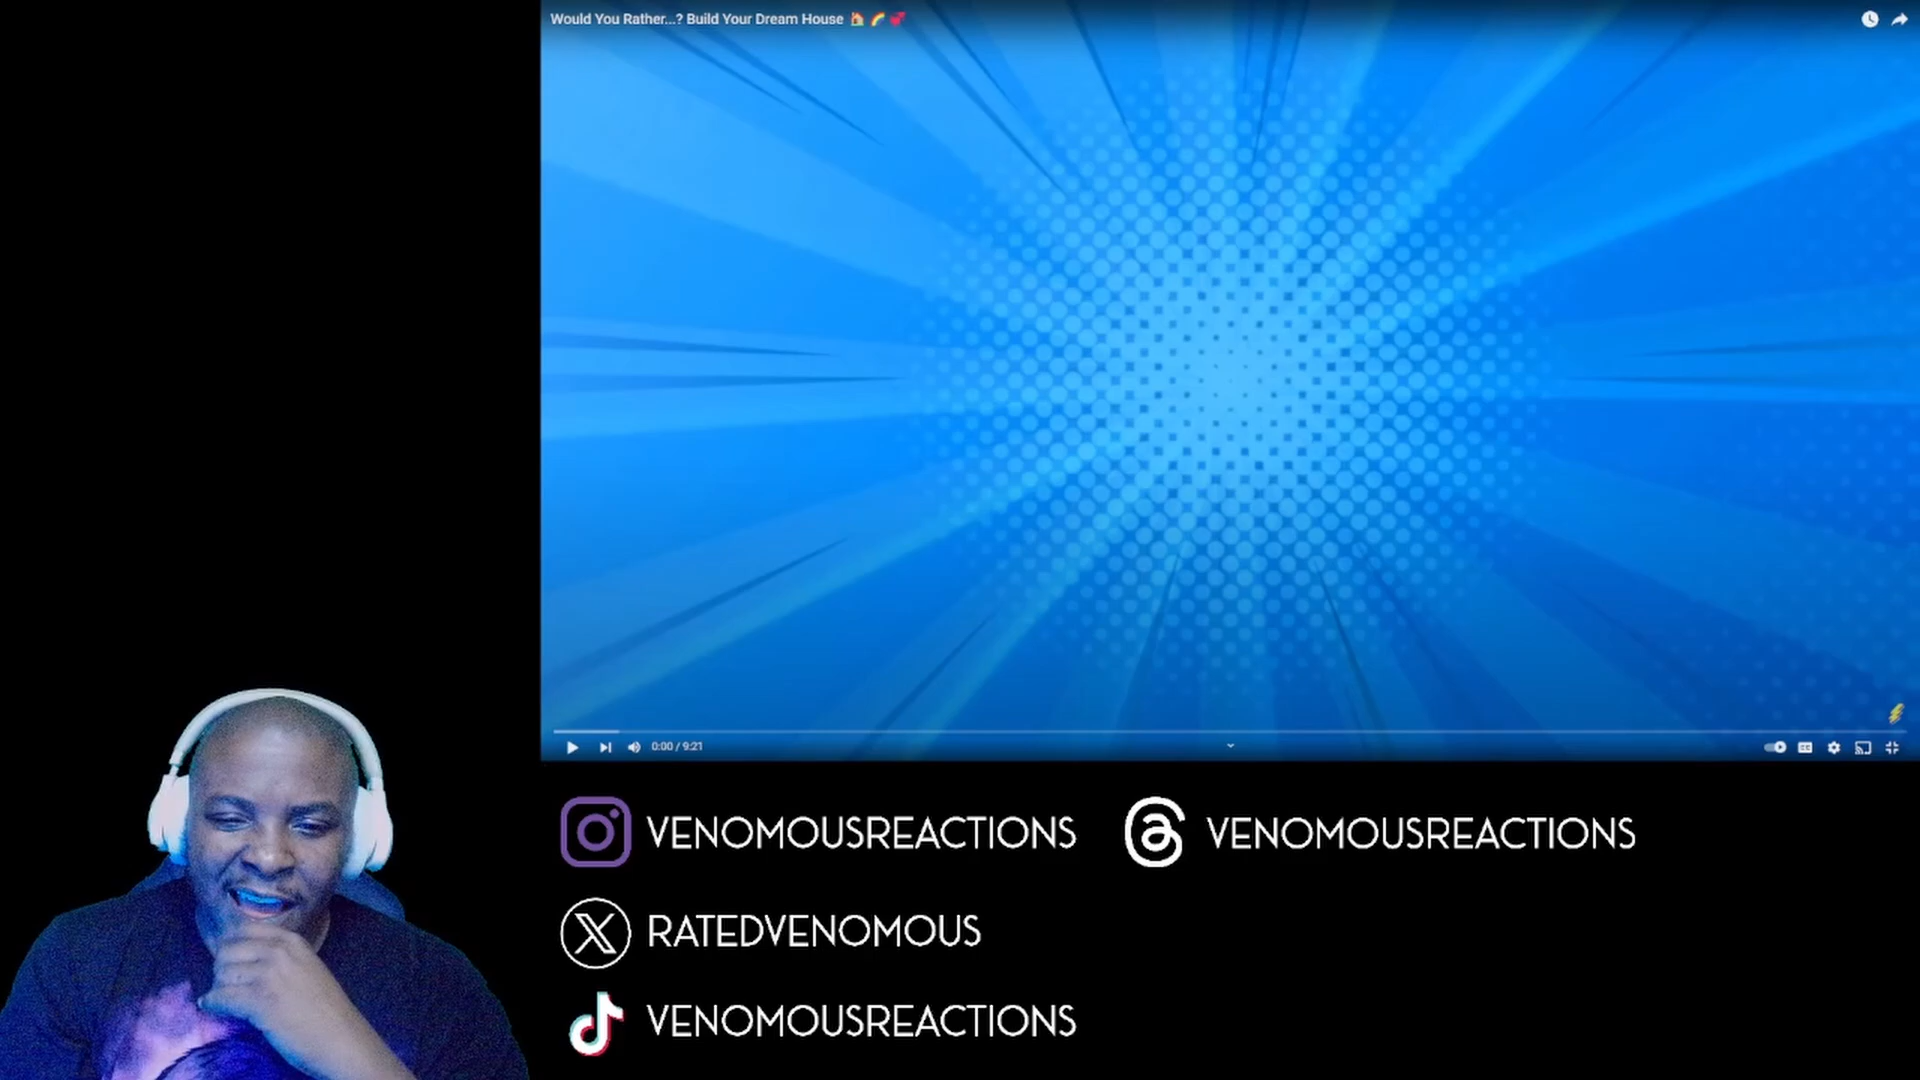 Would You Rather...? Build Your Dream House 🏠 🌈 💕
0:00 / 9:21
VENOMOUSREACTIONS
VENOMOUSREACTIONS
RATEDVENOMOUS
VENOMOUSREACTIONS